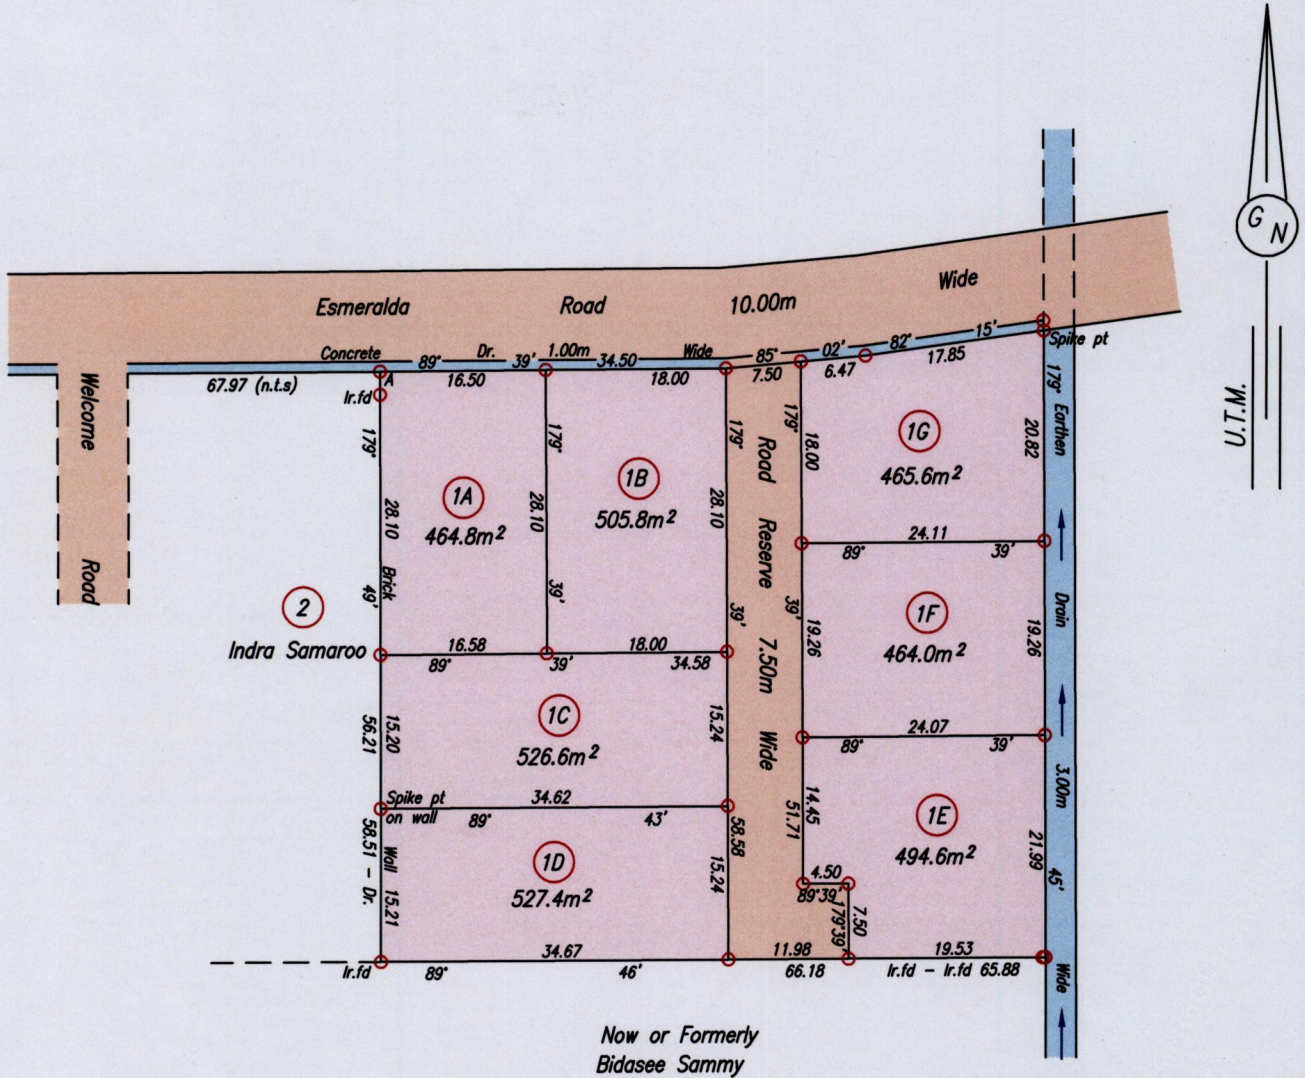 G N
U.T.M.
Esmeralda Road 10.00m Wide
Concrete Dr. 1.00m Wide
89° 39' 34.50
85° 02' 82° 15'
Spike pt
67.97 (n.t.s)
A
16.50
18.00
7.50
6.47
17.85
Ir.fd
Welcome Road
179° 49'
28.10
Brick
1A
464.8m²
179° 39'
28.10
1B
505.8m²
179° 39'
28.10
Road Reserve 7.50m Wide
179° 39'
18.00
1G
465.6m²
20.82
179° 45'
Earthen Drain 3.00m Wide
24.11
89° 39'
2
Indra Samaroo
16.58
18.00
89° 39' 34.58
19.26
1F
464.0m²
19.26
24.07
89° 39'
56.21
15.20
1C
526.6m²
15.24
Spike pt
on wall
34.62
89° 43'
14.45
51.71
1E
494.6m²
21.99
58.51 - Dr.
Wall
15.21
1D
527.4m²
58.58
15.24
4.50
89°39'
179°39'
7.50
34.67
11.98
19.53
Ir.fd
89° 46'
66.18
Ir.fd - Ir.fd 65.88
Now or Formerly
Bidasee Sammy